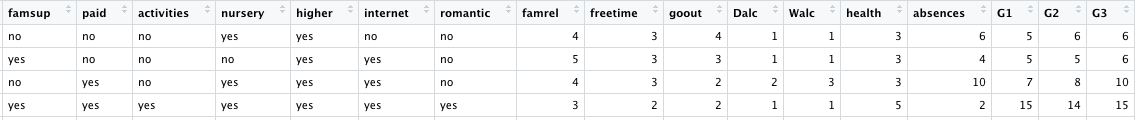 famsup paid activities nursery higher internet romantic famrel freetime goout Dalc Walc health absences G1 G2 G3
no no no yes yes no no 4 3 4 1 1 3 6 5 6 6
yes no no no yes yes no 5 3 3 1 1 3 4 5 5 6
no yes no yes yes yes no 4 3 2 2 3 3 10 7 8 10
yes yes yes yes yes yes yes 3 2 2 1 1 5 2 15 14 15